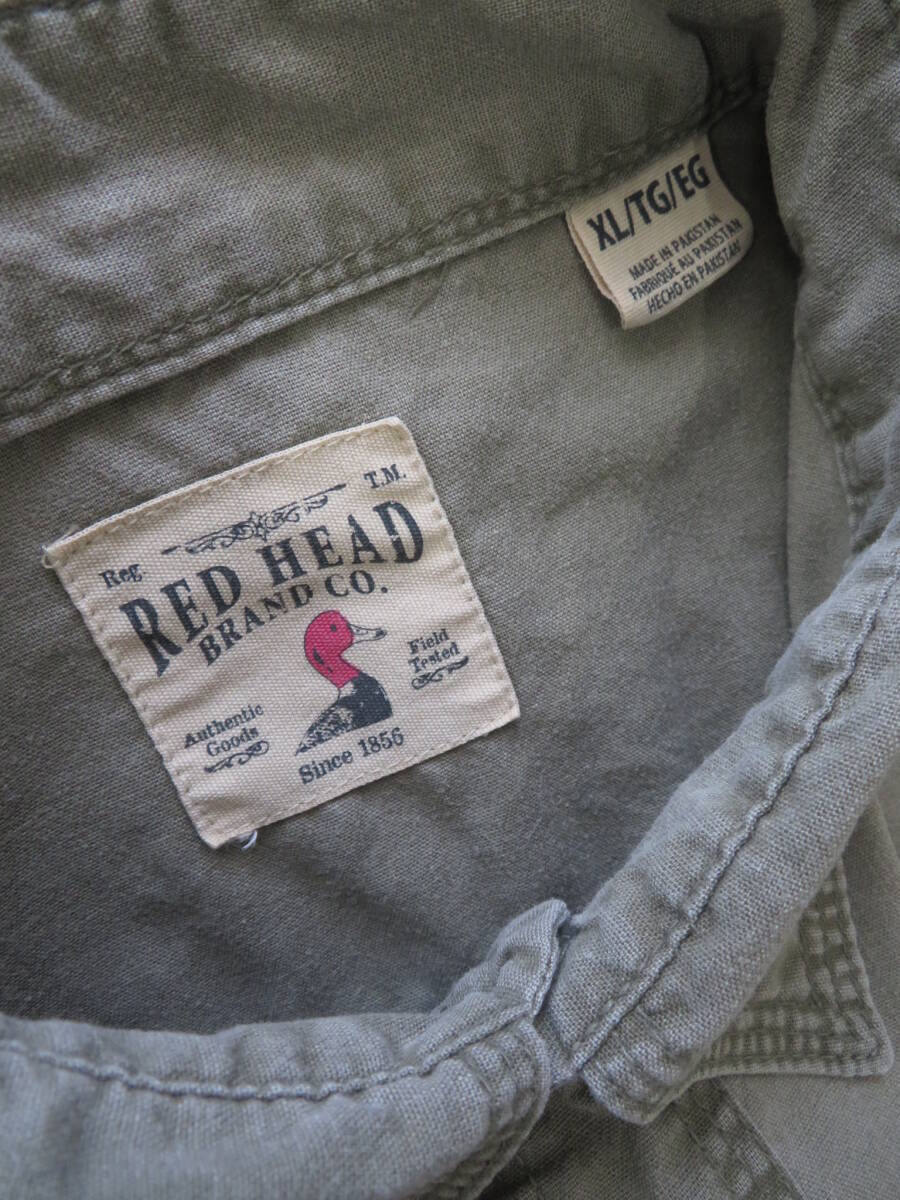 XL/TG/EG
MADE IN PAKISTAN
FABRIQUÉ AU PAKISTAN
HECHO EN PAKISTAN
Reg. T.M.
RED HEAD
BRAND CO.
Field
Tested
Authentic
Goods
Since 1856